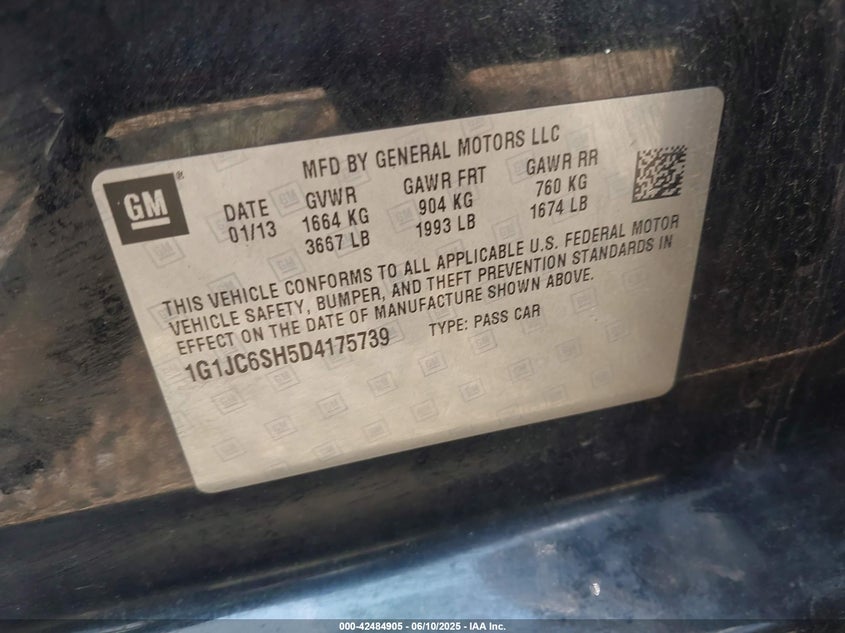 MFD BY GENERAL MOTORS LLC
GM®
DATE GVWR GAWR FRT GAWR RR
01/13 1664 KG 904 KG 760 KG
3667 LB 1993 LB 1674 LB
THIS VEHICLE CONFORMS TO ALL APPLICABLE U.S. FEDERAL MOTOR
VEHICLE SAFETY, BUMPER, AND THEFT PREVENTION STANDARDS IN
EFFECT ON THE DATE OF MANUFACTURE SHOWN ABOVE.
1G1JC6SH5D4175739 TYPE: PASS CAR
000-42484905 - 06/10/2025 - IAA Inc.